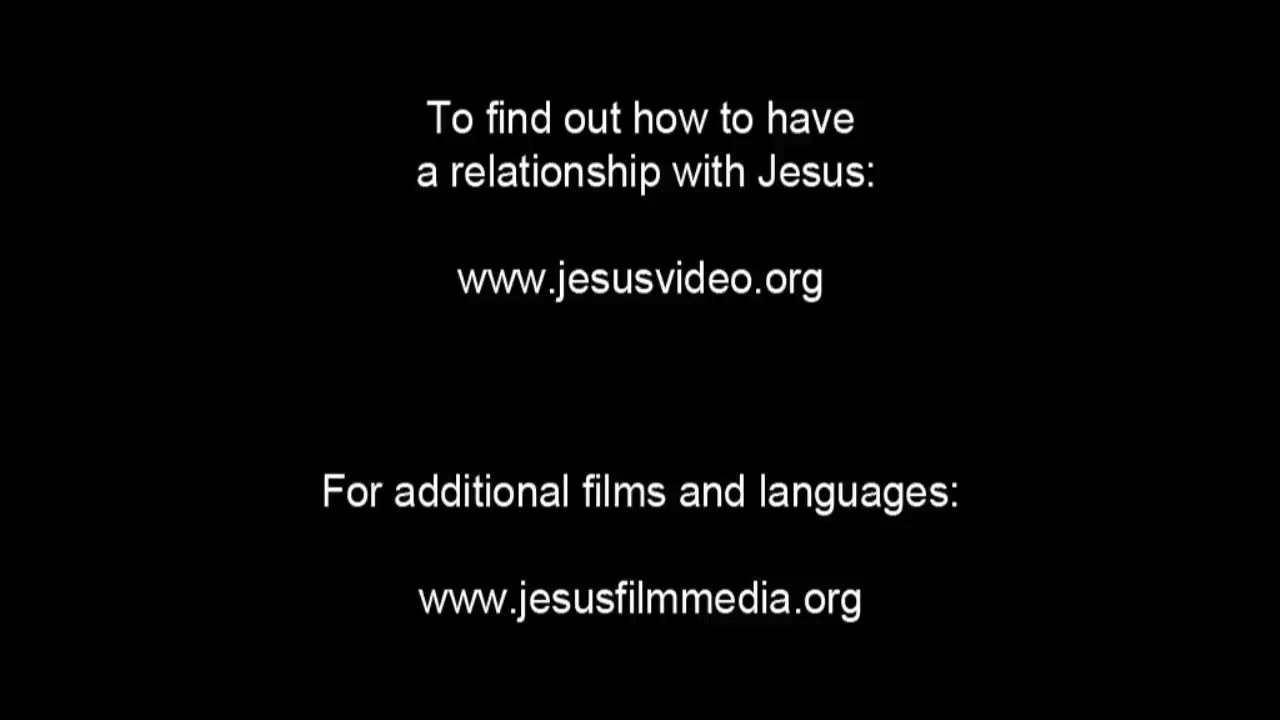 To find out how to have
a relationship with Jesus:
www.jesusvideo.org
For additional films and languages:
www.jesusfilmmedia.org